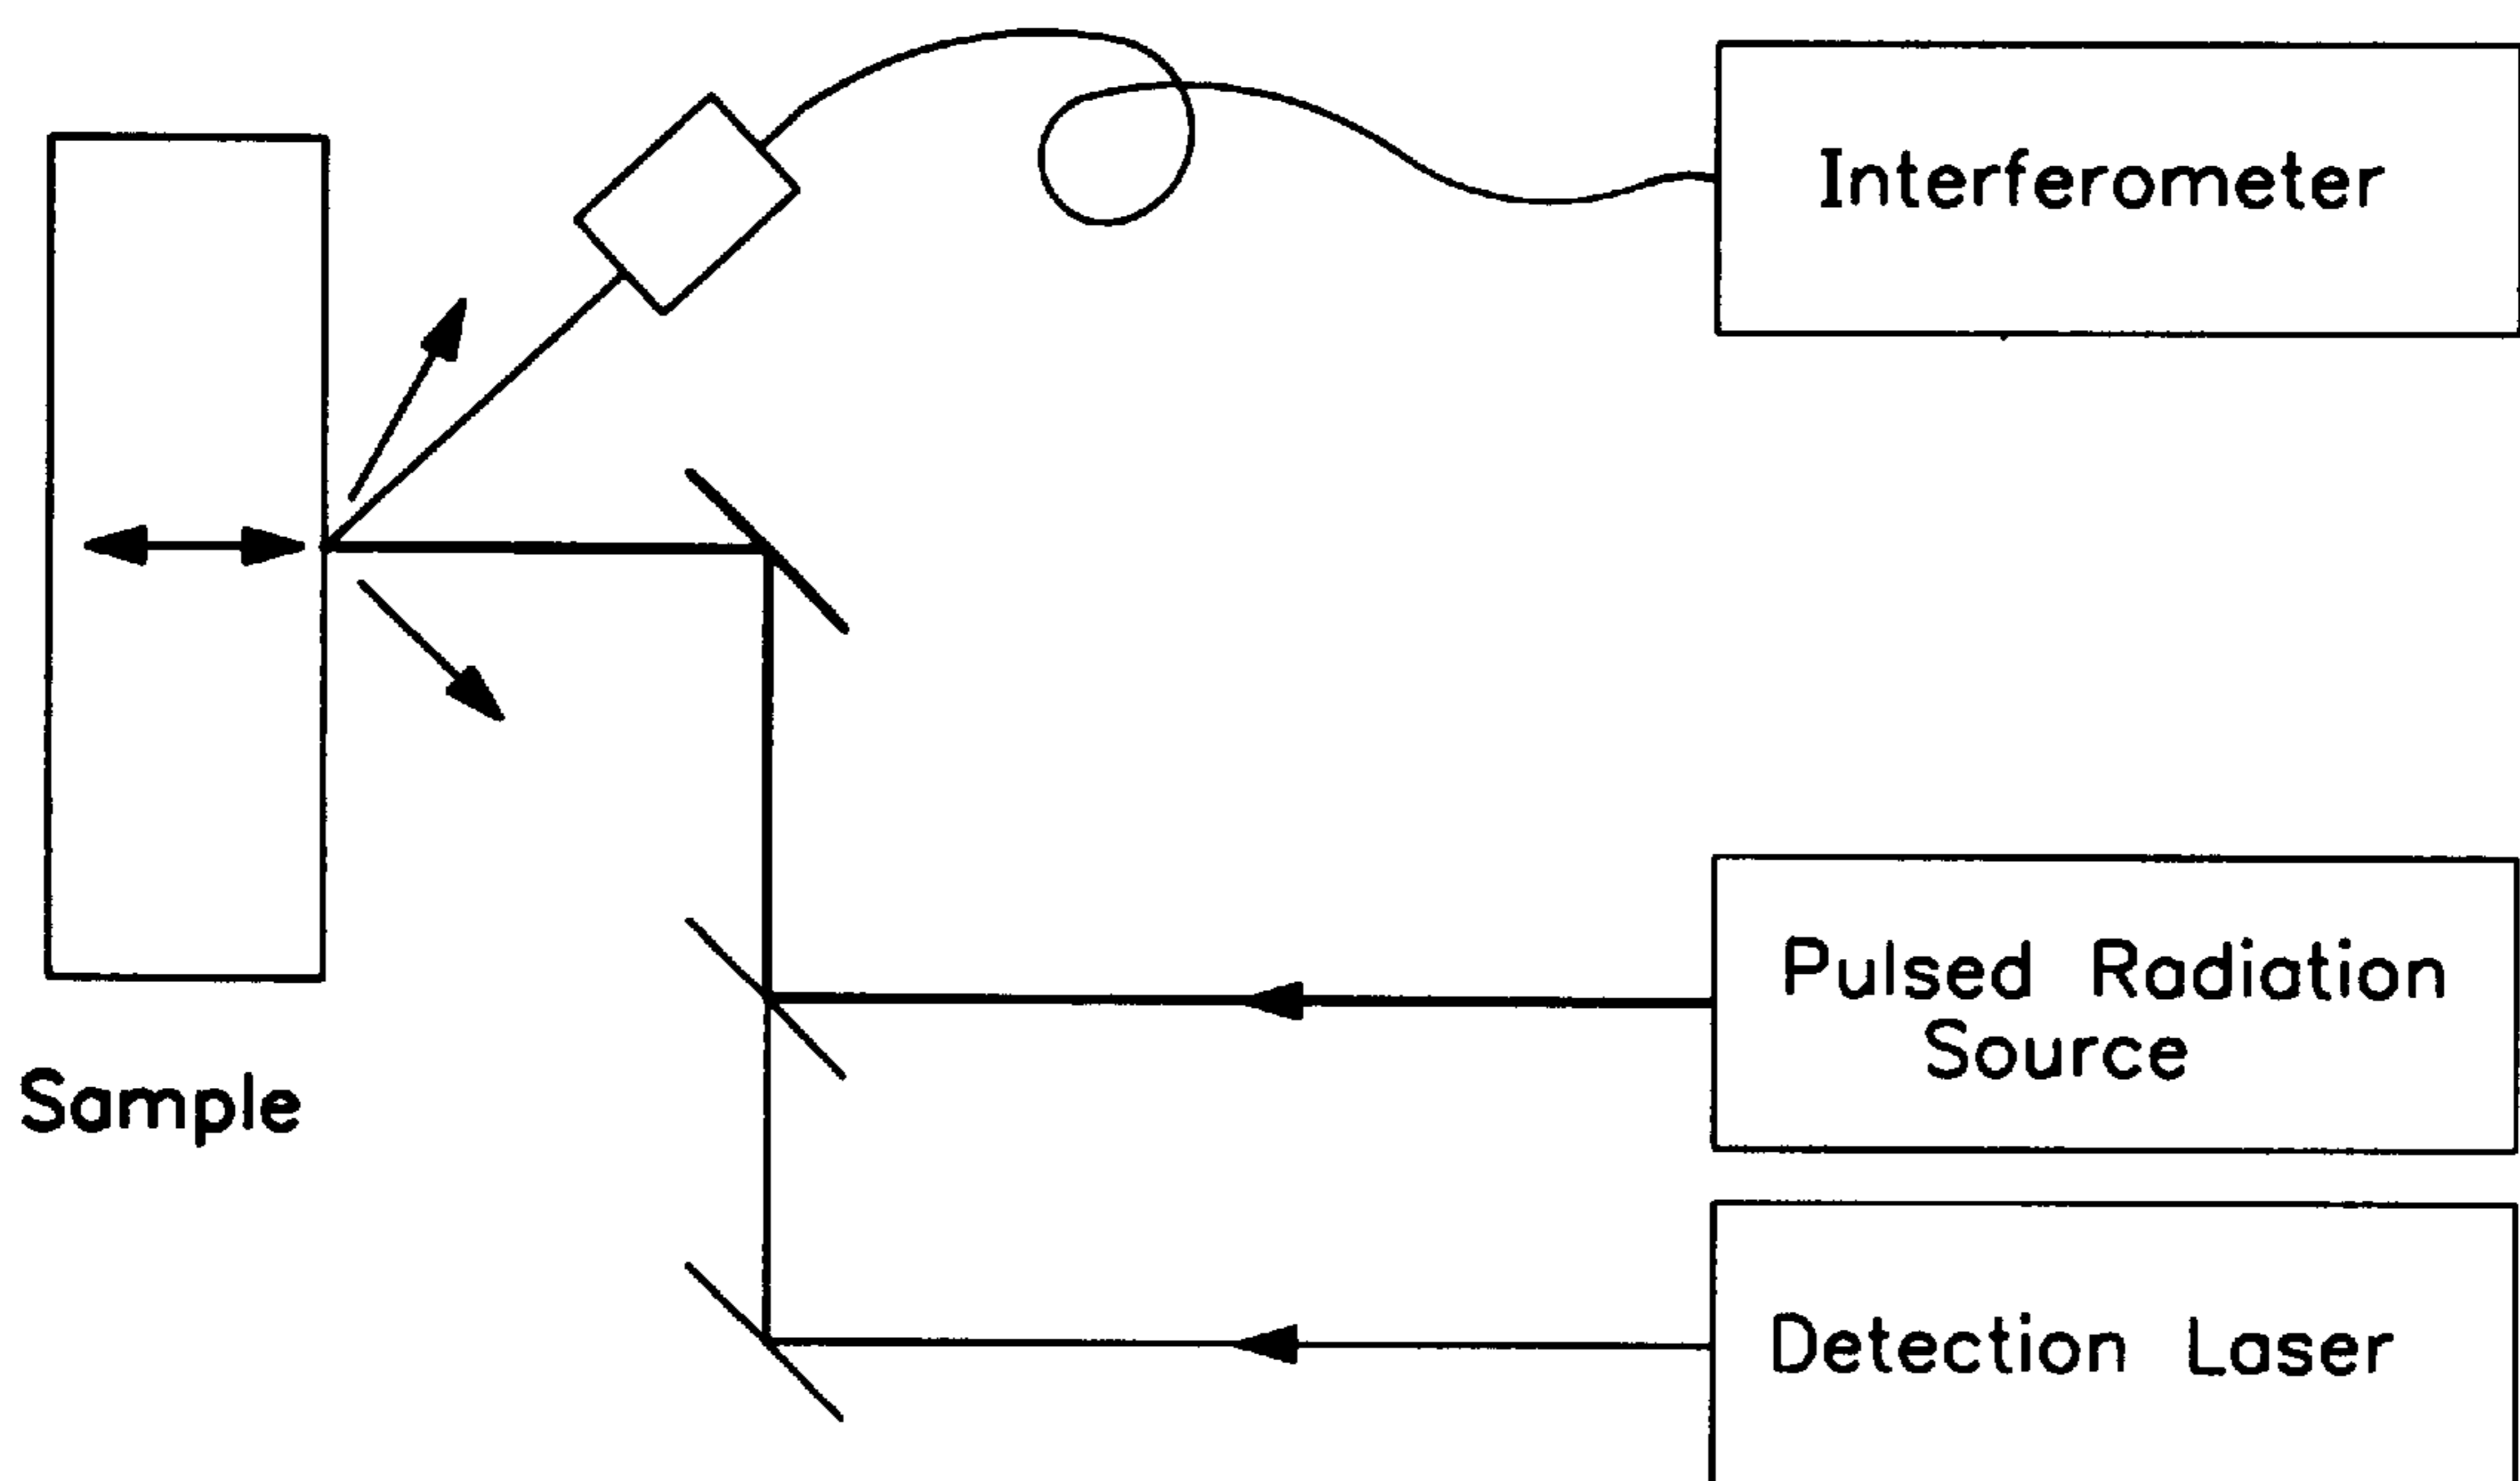 Interferometer
Pulsed Radiation
Source
Sample
Detection Laser